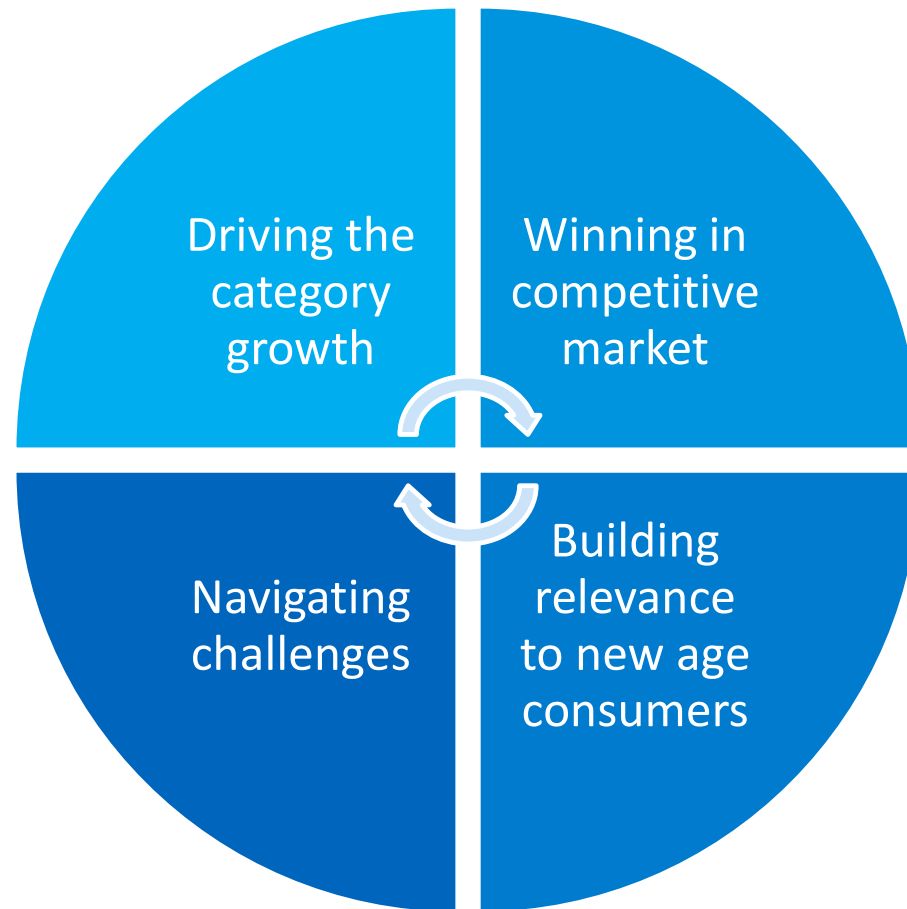 Driving the
category
growth
Winning in
competitive
market
Building
relevance
to new age
consumers
Navigating
challenges